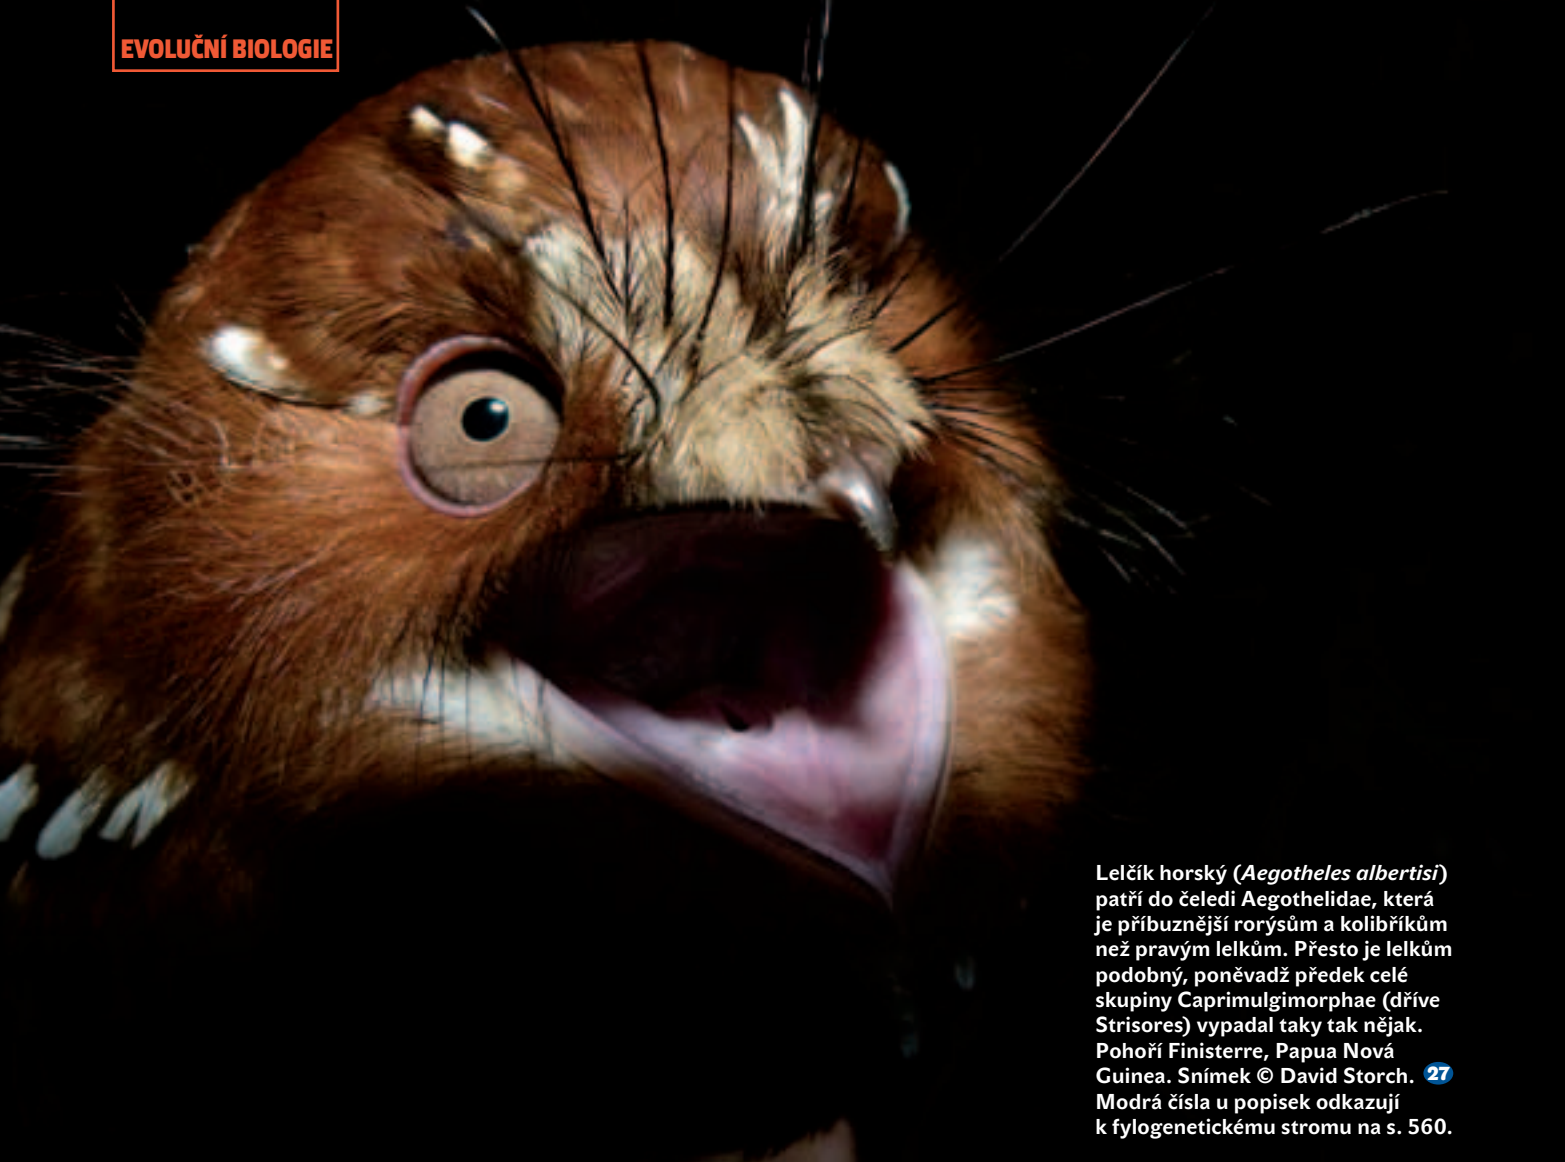 EVOLUČNÍ BIOLOGIE
Lelčík horský (Aegotheles albertisi)
patří do čeledi Aegothelidae, která
je příbuznější rorýsům a kolibříkům
než pravým lelkům. Přesto je lelkům
podobný, poněvadž předek celé
skupiny Caprimulgimorphae (dříve
Strisores) vypadal taky tak nějak.
Pohoří Finisterre, Papua Nová
Guinea. Snímek © David Storch. 27
Modrá čísla u popisek odkazují
k fylogenetickému stromu na s. 560.